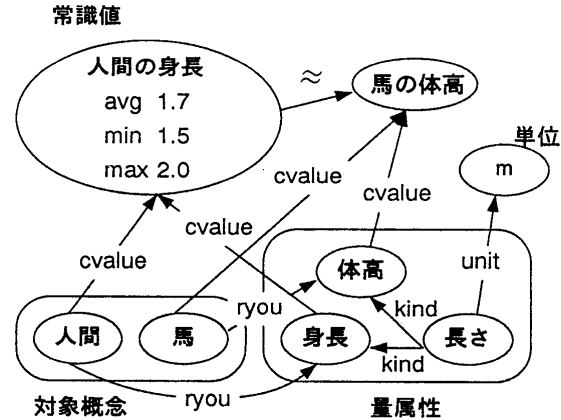 常識値
人間の身長
avg 1.7
min 1.5
max 2.0
≈
馬の体高
単位
m
cvalue
cvalue
cvalue
cvalue
unit
体高
ryou
kind
人間
馬
身長
長さ
kind
ryou
対象概念
量属性